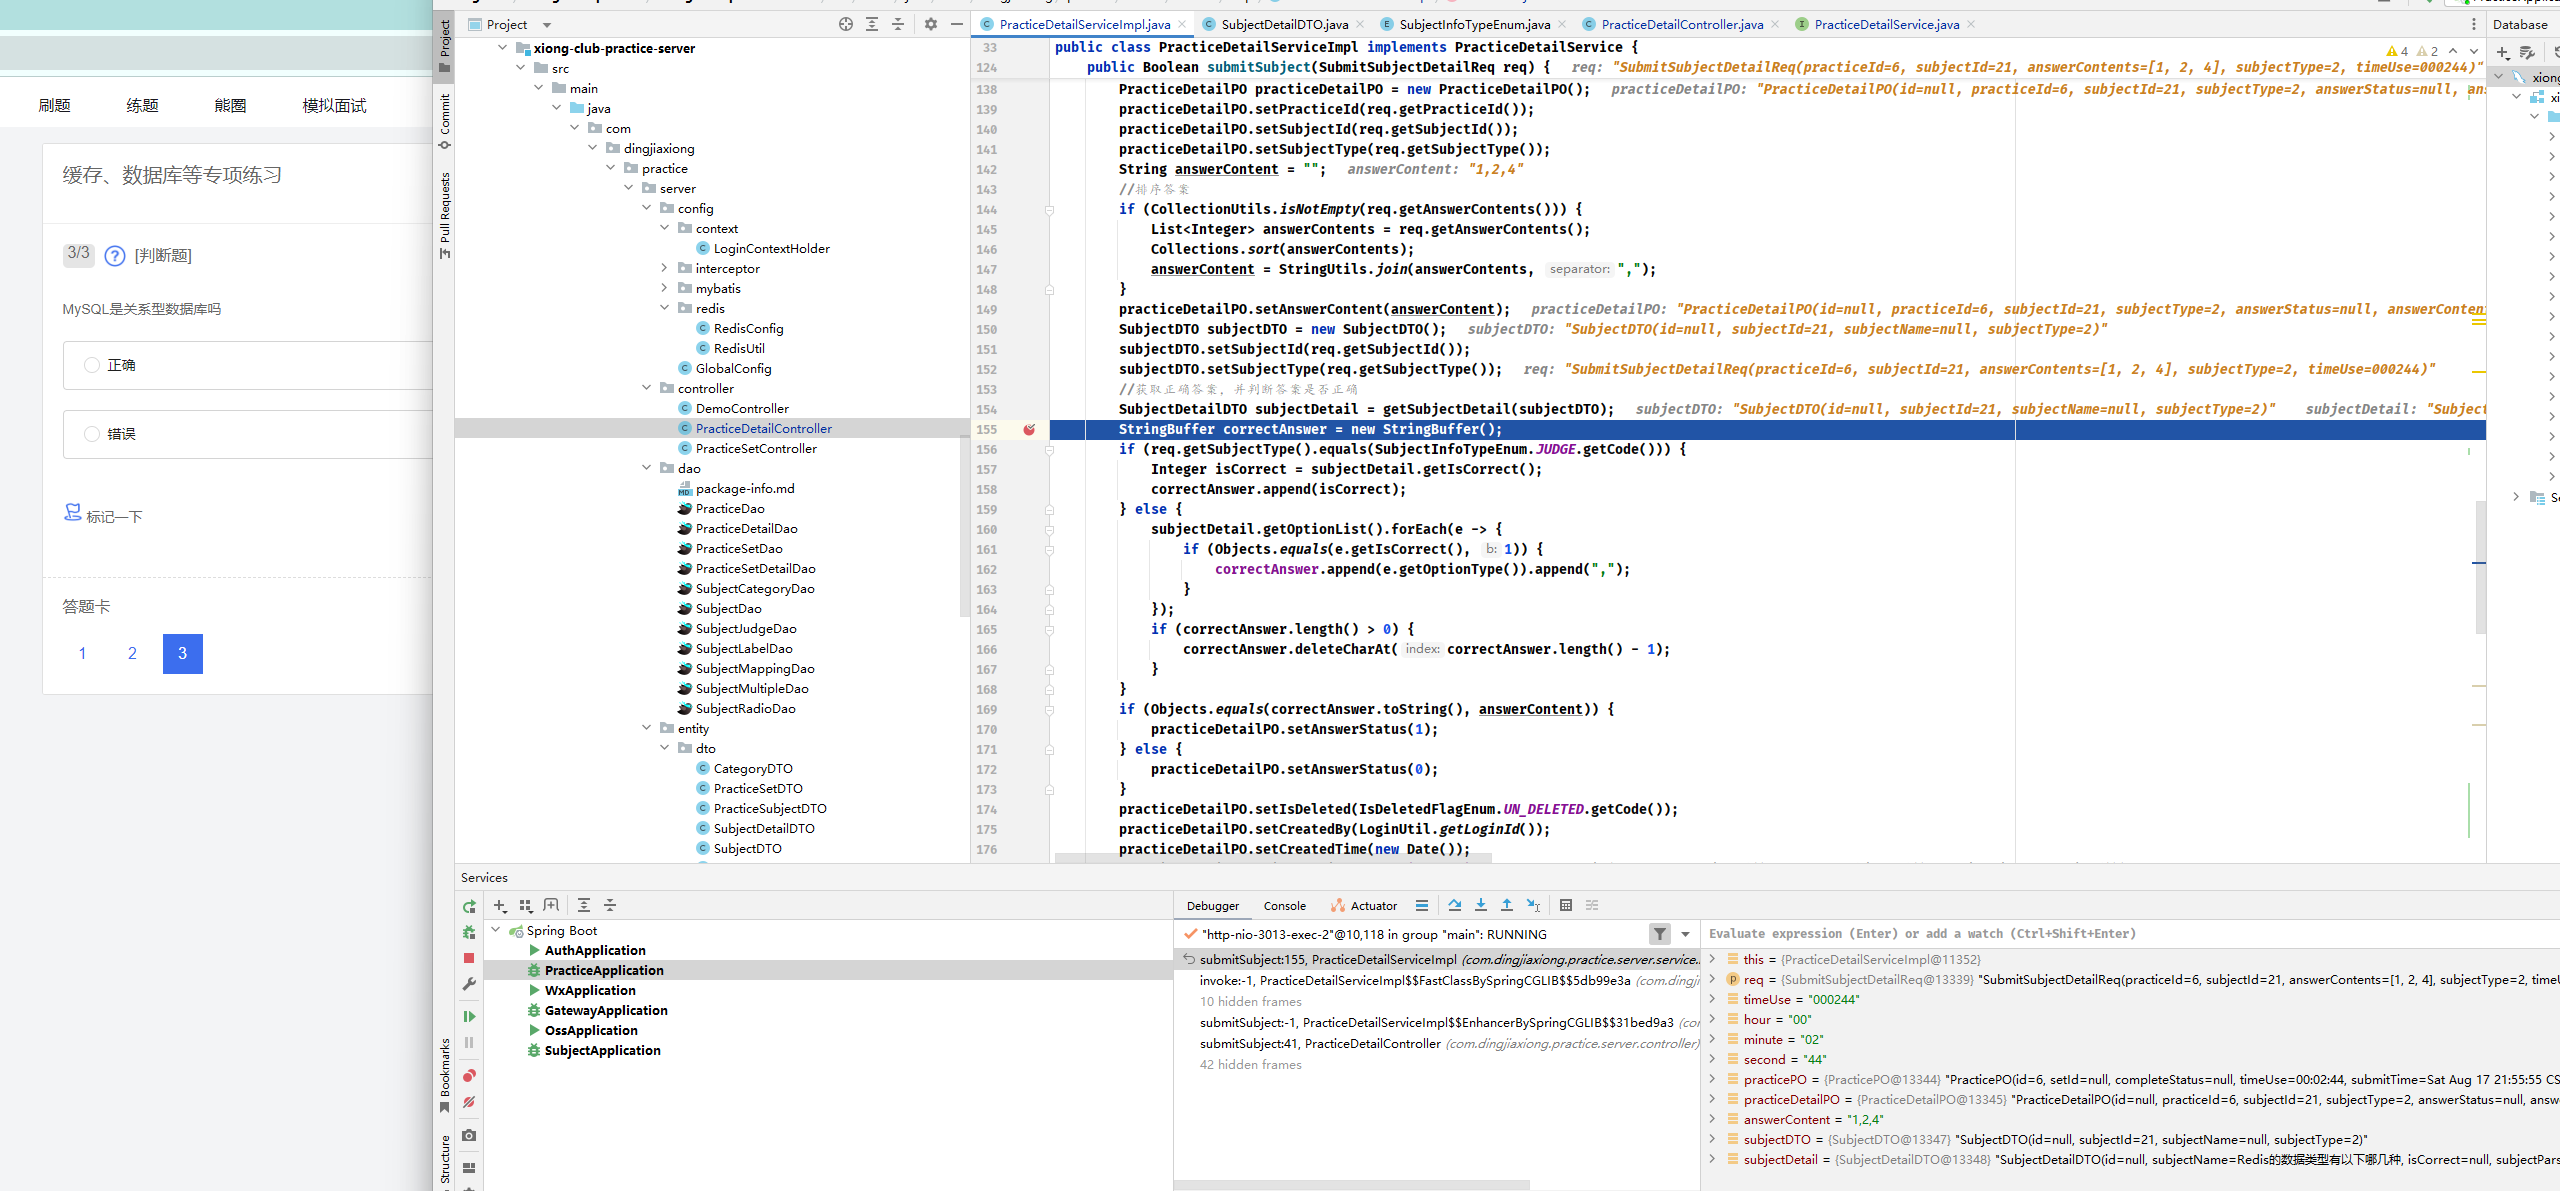 刷题
练题
熊圈
模拟面试
缓存、数据库等专项练习
3/3 ? [判断题]
MySQL是关系型数据库吗
正确
错误
标记一下
答题卡
1 2 3
Project
Commit
Pull Requests
Bookmarks
Structure
Project
xiong-club-practice-server
src
main
java
com
dingjiaxiong
practice
server
config
context
LoginContextHolder
interceptor
mybatis
redis
RedisConfig
RedisUtil
GlobalConfig
controller
DemoController
PracticeDetailController
PracticeSetController
dao
package-info.md
PracticeDao
PracticeDetailDao
PracticeSetDao
PracticeSetDetailDao
SubjectCategoryDao
SubjectDao
SubjectJudgeDao
SubjectLabelDao
SubjectMappingDao
SubjectMultipleDao
SubjectRadioDao
entity
dto
CategoryDTO
PracticeSetDTO
PracticeSubjectDTO
SubjectDetailDTO
SubjectDTO
PracticeDetailServiceImpl.java
SubjectDetailDTO.java
SubjectInfoTypeEnum.java
PracticeDetailController.java
PracticeDetailService.java
Database
4 2
33 public class PracticeDetailServiceImpl implements PracticeDetailService {
124 public Boolean submitSubject(SubmitSubjectDetailReq req) { req: "SubmitSubjectDetailReq(practiceId=6, subjectId=21, answerContents=[1, 2, 4], subjectType=2, timeUse=000244)"
138 PracticeDetailPO practiceDetailPO = new PracticeDetailPO(); practiceDetailPO: "PracticeDetailPO(id=null, practiceId=6, subjectId=21, subjectType=2, answerStatus=null, an
139 practiceDetailPO.setPracticeId(req.getPracticeId());
140 practiceDetailPO.setSubjectId(req.getSubjectId());
141 practiceDetailPO.setSubjectType(req.getSubjectType());
142 String answerContent = ""; answerContent: "1,2,4"
143 //排序答案
144 if (CollectionUtils.isNotEmpty(req.getAnswerContents())) {
145 List<Integer> answerContents = req.getAnswerContents();
146 Collections.sort(answerContents);
147 answerContent = StringUtils.join(answerContents, separator: ",");
148 }
149 practiceDetailPO.setAnswerContent(answerContent); practiceDetailPO: "PracticeDetailPO(id=null, practiceId=6, subjectId=21, subjectType=2, answerStatus=null, answerConten
150 SubjectDTO subjectDTO = new SubjectDTO(); subjectDTO: "SubjectDTO(id=null, subjectId=21, subjectName=null, subjectType=2)"
151 subjectDTO.setSubjectId(req.getSubjectId());
152 subjectDTO.setSubjectType(req.getSubjectType()); req: "SubmitSubjectDetailReq(practiceId=6, subjectId=21, answerContents=[1, 2, 4], subjectType=2, timeUse=000244)"
153 //获取正确答案，并判断答案是否正确
154 SubjectDetailDTO subjectDetail = getSubjectDetail(subjectDTO); subjectDTO: "SubjectDTO(id=null, subjectId=21, subjectName=null, subjectType=2)" subjectDetail: "Subject
155 StringBuffer correctAnswer = new StringBuffer();
156 if (req.getSubjectType().equals(SubjectInfoTypeEnum.JUDGE.getCode())) {
157 Integer isCorrect = subjectDetail.getIsCorrect();
158 correctAnswer.append(isCorrect);
159 } else {
160 subjectDetail.getOptionList().forEach(e -> {
161 if (Objects.equals(e.getIsCorrect(), b: 1)) {
162 correctAnswer.append(e.getOptionType()).append(",");
163 }
164 });
165 if (correctAnswer.length() > 0) {
166 correctAnswer.deleteCharAt( index: correctAnswer.length() - 1);
167 }
168 }
169 if (Objects.equals(correctAnswer.toString(), answerContent)) {
170 practiceDetailPO.setAnswerStatus(1);
171 } else {
172 practiceDetailPO.setAnswerStatus(0);
173 }
174 practiceDetailPO.setIsDeleted(IsDeletedFlagEnum.UN_DELETED.getCode());
175 practiceDetailPO.setCreatedBy(LoginUtil.getLoginId());
176 practiceDetailPO.setCreatedTime(new Date());
Services
Spring Boot
AuthApplication
PracticeApplication
WxApplication
GatewayApplication
OssApplication
SubjectApplication
Debugger Console Actuator
"http-nio-3013-exec-2"@10,118 in group "main": RUNNING
submitSubject:155, PracticeDetailServiceImpl (com.dingjiaxiong.practice.server.service..
invoke:-1, PracticeDetailServiceImpl$$FastClassBySpringCGLIB$$5db99e3a (com.dingji
10 hidden frames
submitSubject:-1, PracticeDetailServiceImpl$$EnhancerBySpringCGLIB$$31bed9a3 (co
submitSubject:41, PracticeDetailController (com.dingjiaxiong.practice.server.controller)
42 hidden frames
Evaluate expression (Enter) or add a watch (Ctrl+Shift+Enter)
this = {PracticeDetailServiceImpl@11352}
req = {SubmitSubjectDetailReq@13339} "SubmitSubjectDetailReq(practiceId=6, subjectId=21, answerContents=[1, 2, 4], subjectType=2, time
timeUse = "000244"
hour = "00"
minute = "02"
second = "44"
practicePO = {PracticePO@13344} "PracticePO(id=6, setId=null, completeStatus=null, timeUse=00:02:44, submitTime=Sat Aug 17 21:55:55 CS
practiceDetailPO = {PracticeDetailPO@13345} "PracticeDetailPO(id=null, practiceId=6, subjectId=21, subjectType=2, answerStatus=null, answe
answerContent = "1,2,4"
subjectDTO = {SubjectDTO@13347} "SubjectDTO(id=null, subjectId=21, subjectName=null, subjectType=2)"
subjectDetail = {SubjectDetailDTO@13348} "SubjectDetailDTO(id=null, subjectName=Redis的数据类型有以下哪几种, isCorrect=null, subjectPars